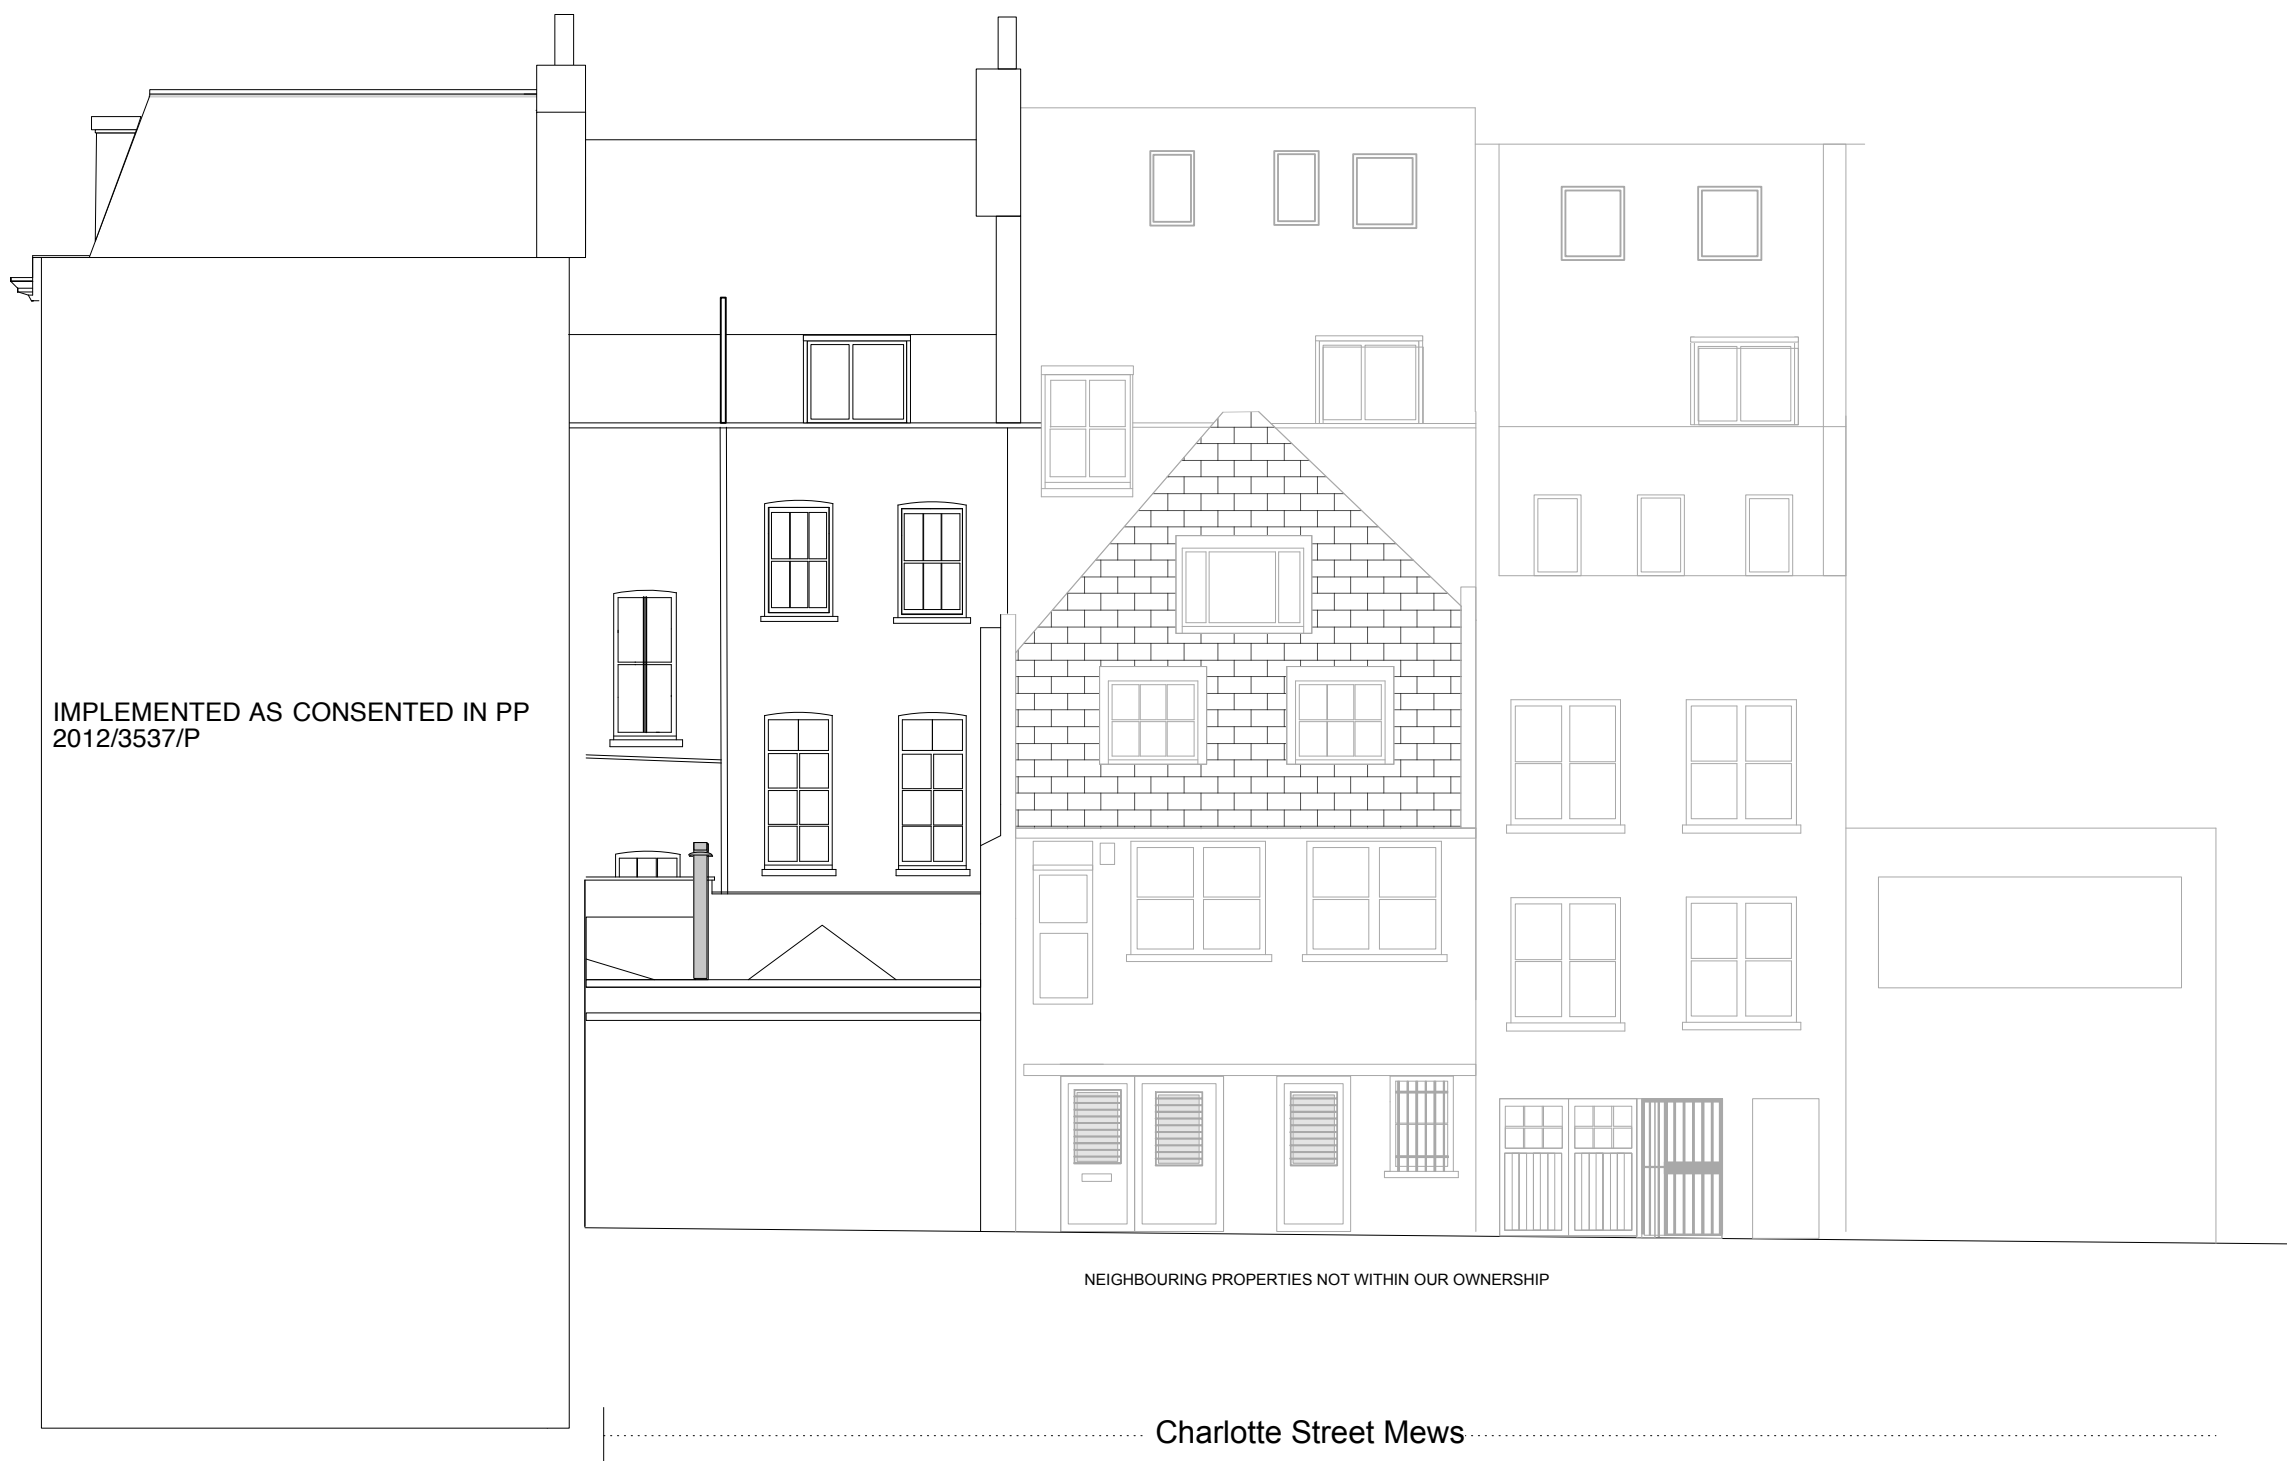 IMPLEMENTED AS CONSENTED IN PP
2012/3537/P
NEIGHBOURING PROPERTIES NOT WITHIN OUR OWNERSHIP
Charlotte Street Mews